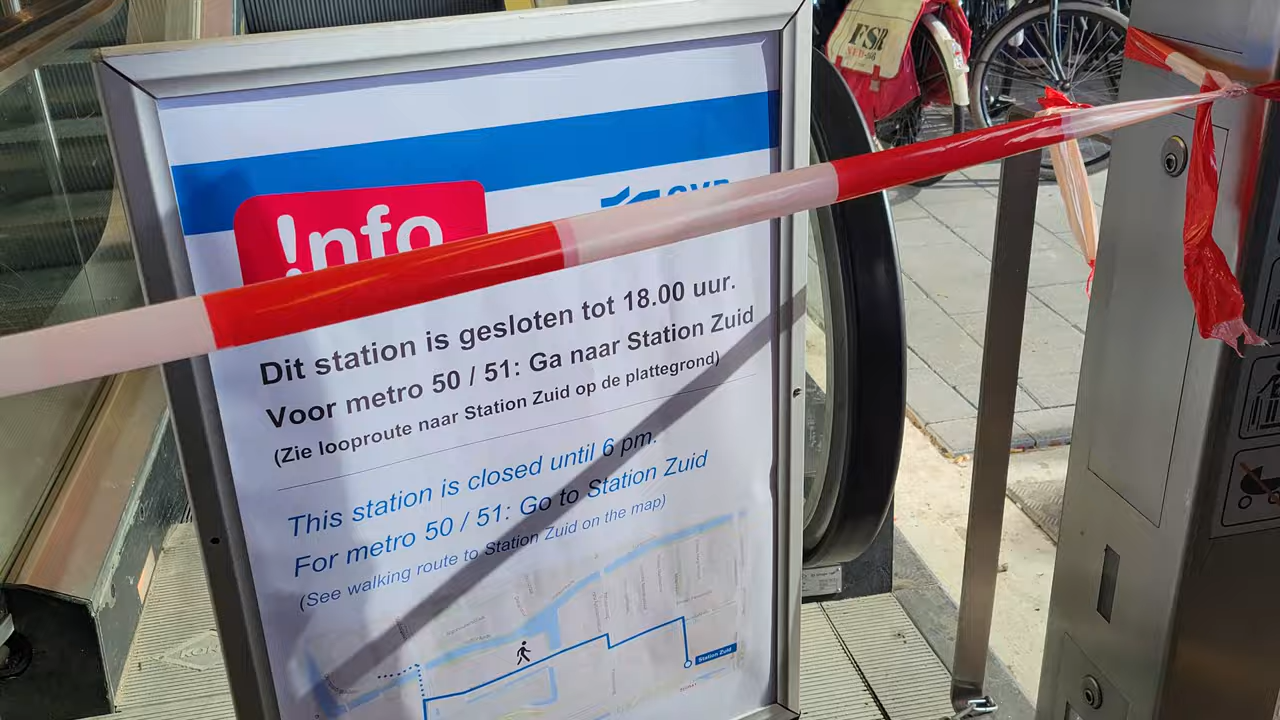 FSR
!nfo
GVB
Dit station is gesloten tot 18.00 uur.
Voor metro 50 / 51: Ga naar Station Zuid
(Zie looproute naar Station Zuid op de plattegrond)
This station is closed until 6 pm.
For metro 50 / 51: Go to Station Zuid
(See walking route to Station Zuid on the map)
Station Zuid